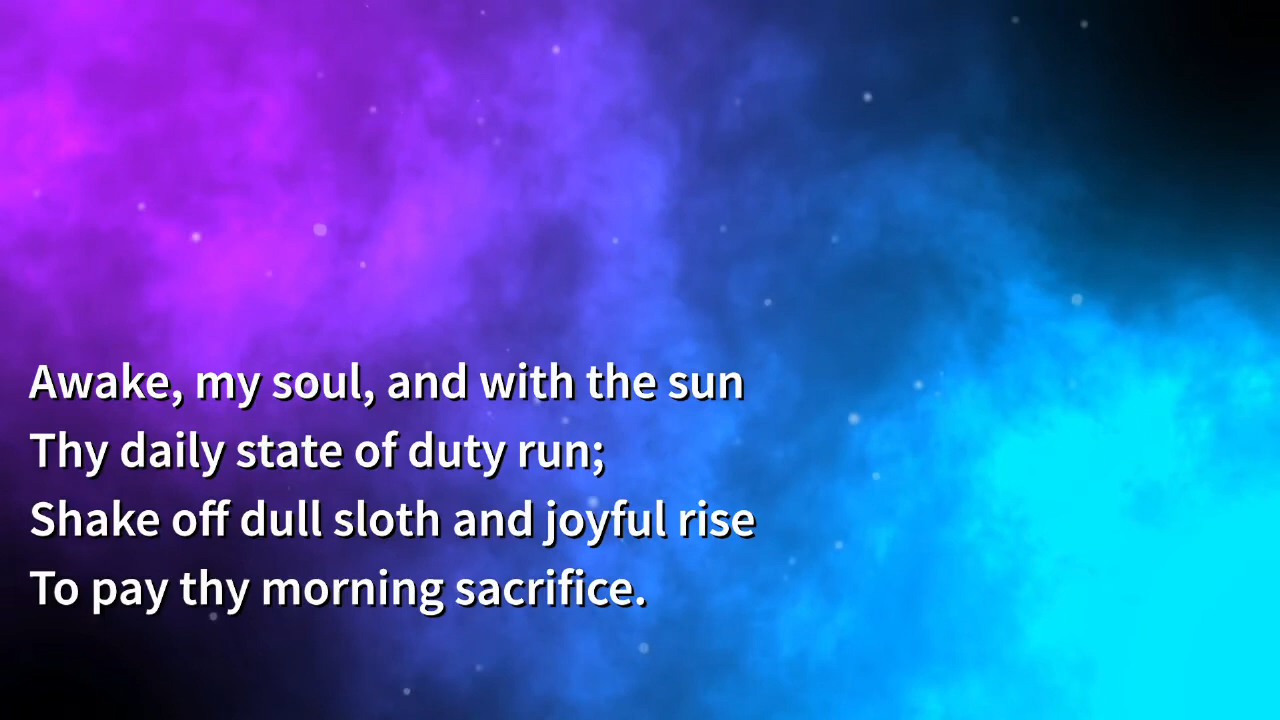 Awake, my soul, and with the sun
Thy daily state of duty run;
Shake off dull sloth and joyful rise
To pay thy morning sacrifice.